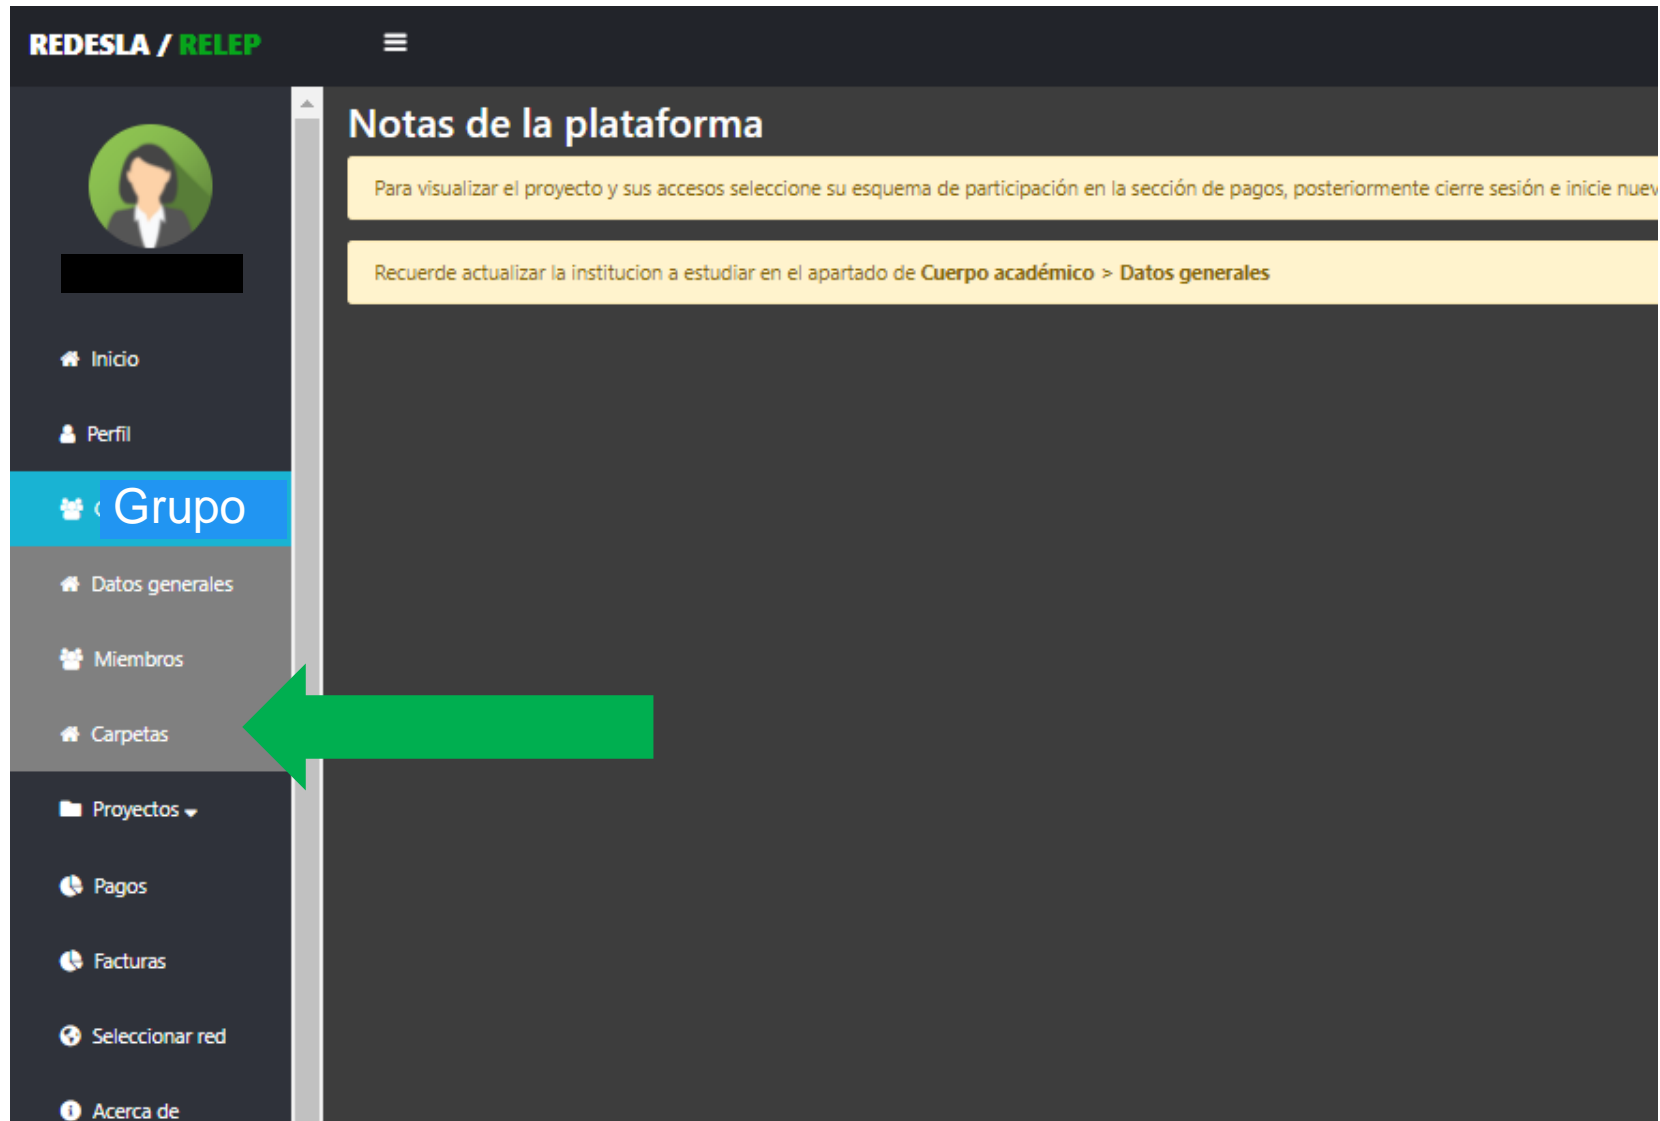 REDESLA / RELEP
Notas de la plataforma
Para visualizar el proyecto y sus accesos seleccione su esquema de participación en la sección de pagos, posteriormente cierre sesión e inicie
Recuerde actualizar la institucion a estudiar en el apartado de Cuerpo académico > Datos generales
Inicio
Perfil
Grupo
Datos generales
Miembros
Carpetas
Proyectos
Pagos
Facturas
Seleccionar red
Acerca de